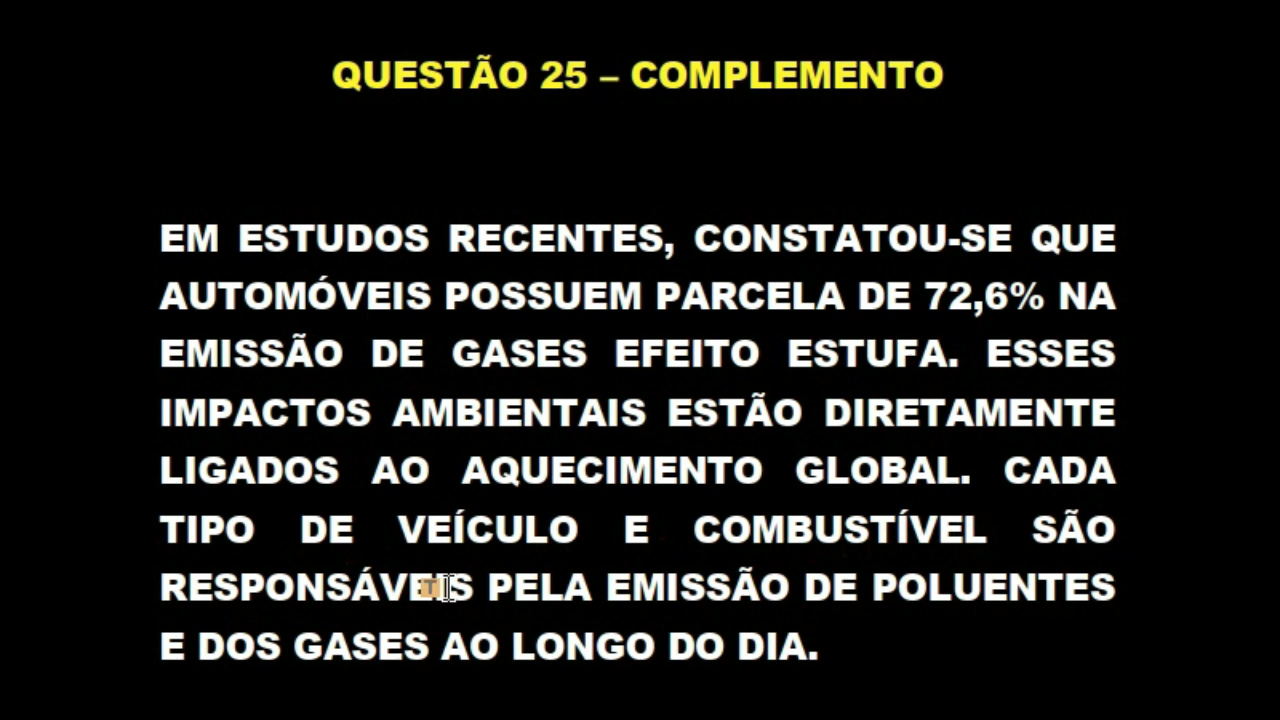 QUESTÃO 25 – COMPLEMENTO
EM ESTUDOS RECENTES, CONSTATOU-SE QUE
AUTOMÓVEIS POSSUEM PARCELA DE 72,6% NA
EMISSÃO DE GASES EFEITO ESTUFA. ESSES
IMPACTOS AMBIENTAIS ESTÃO DIRETAMENTE
LIGADOS AO AQUECIMENTO GLOBAL. CADA
TIPO DE VEÍCULO E COMBUSTÍVEL SÃO
RESPONSÁVEIS PELA EMISSÃO DE POLUENTES
E DOS GASES AO LONGO DO DIA.